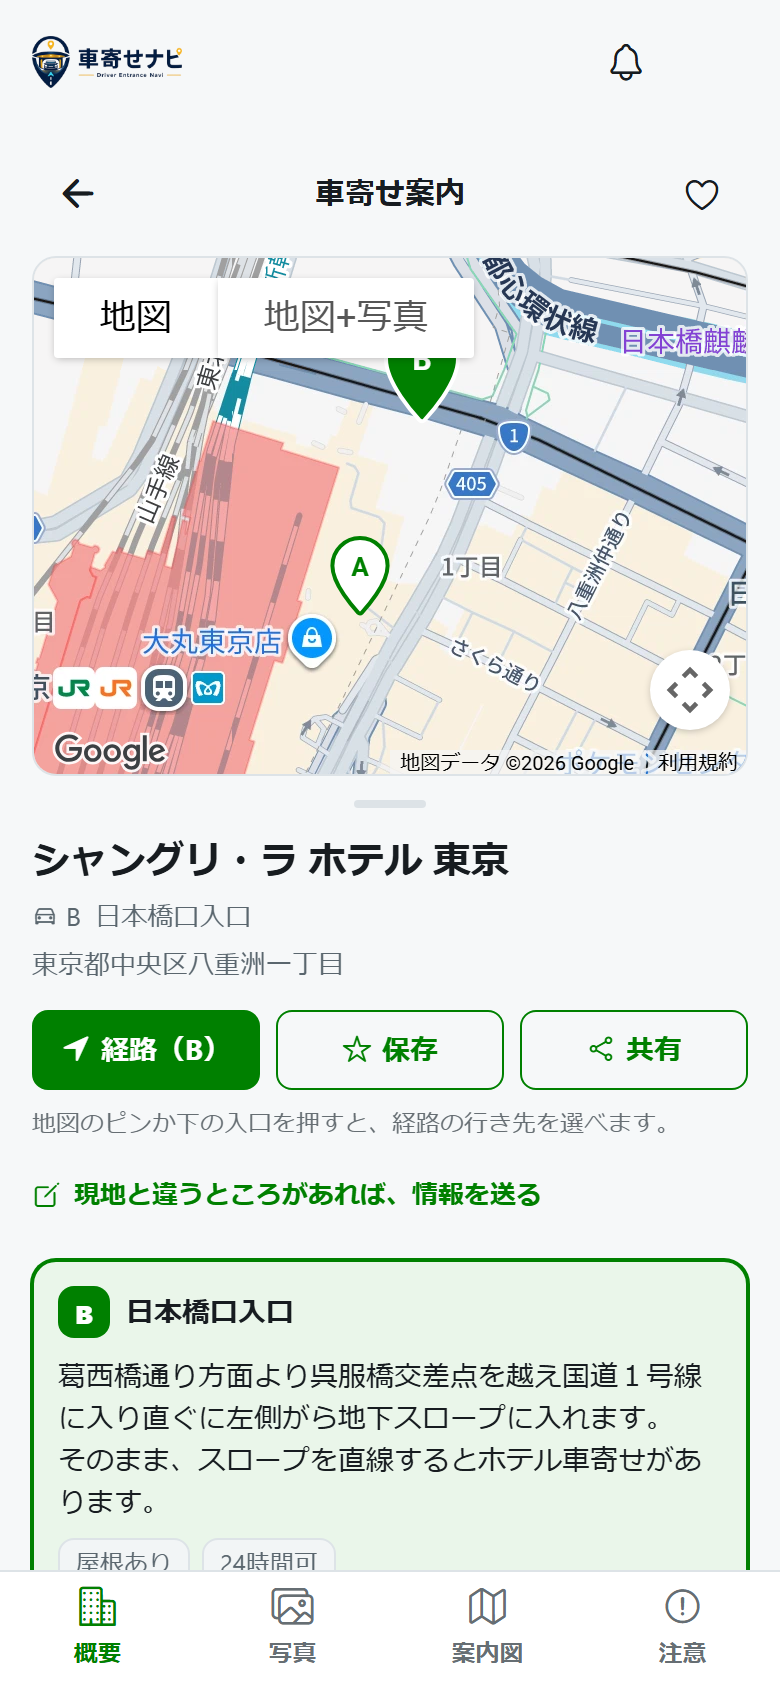 車寄せナビ
Driver Entrance Navi
車寄せ案内
地図
地図+写真
都心環状線
日本橋麒麟
B
1
405
山手線
A
1丁目
八重洲仲通り
目
大丸東京店
さくら通り
京
JR
JR
Google
地図データ ©2026 Google
利用規約
シャングリ・ラ ホテル 東京
B 日本橋口入口
東京都中央区八重洲一丁目
経路（B）
保存
共有
地図のピンか下の入口を押すと、経路の行き先を選べます。
現地と違うところがあれば、情報を送る
B 日本橋口入口
葛西橋通り方面より呉服橋交差点を越え国道１号線
に入り直ぐに左側がら地下スロープに入れます。
そのまま、スロープを直線するとホテル車寄せがあ
ります。
屋根あり
24時間可
概要
写真
案内図
注意